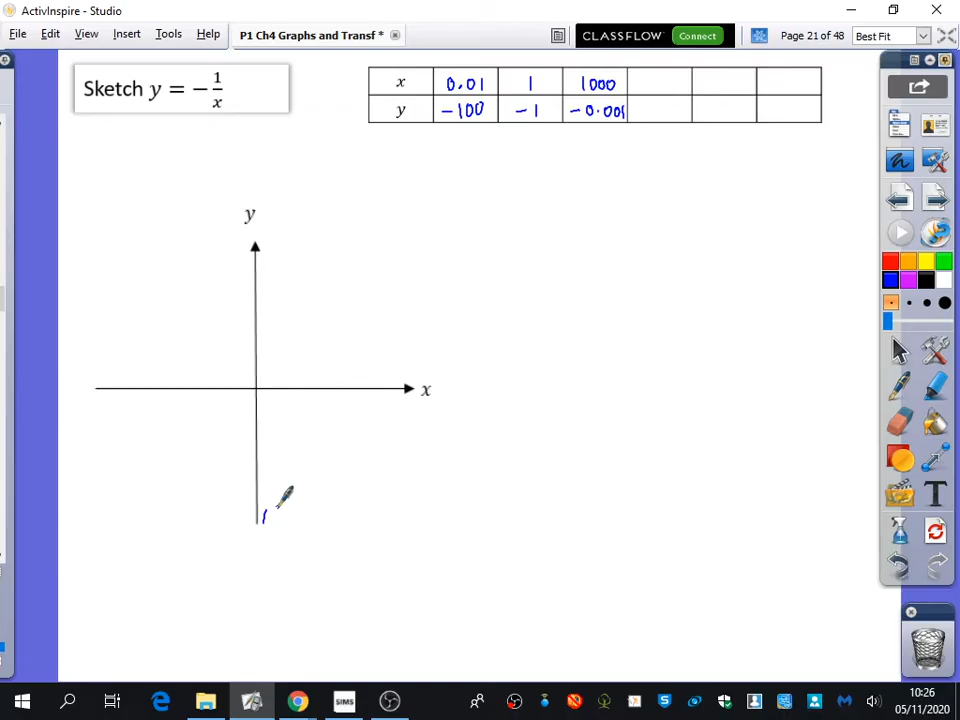 ActivInspire - Studio
File Edit View Insert Tools Help
P1 Ch4 Graphs and Transf *
CLASSFLOW Connect
Page 21 of 48
Best Fit
Sketch y = −1/x
x 0.01 1 1000
y −100 −1 −0.001
y
x
T
SIMS
10:26
05/11/2020